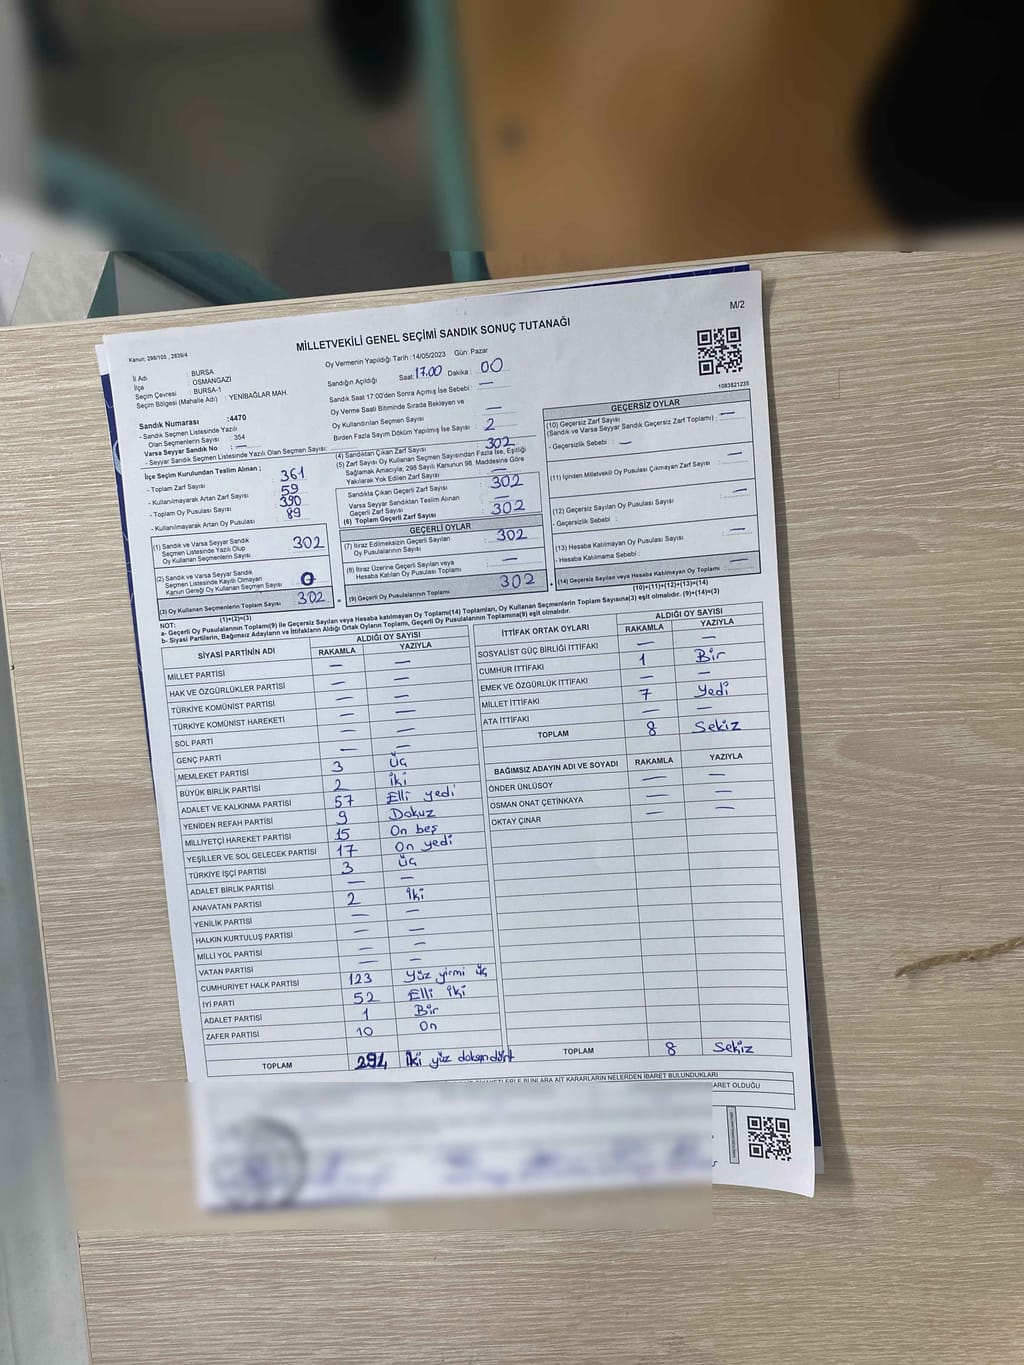 M/2
MİLLETVEKİLİ GENEL SEÇİMİ SANDIK SONUÇ TUTANAĞI
Kanun: 298/105 , 2839/4
1083821235
İl Adı : BURSA
İlçe : OSMANGAZİ
Seçim Çevresi : BURSA-1
Seçim Bölgesi (Mahalle Adı) : YENİBAĞLAR MAH
Sandık Numarası :4470
- Sandık Seçmen Listesinde Yazılı
Olan Seçmenlerin Sayısı : 354
Varsa Seyyar Sandık No : —
- Seyyar Sandık Seçmen Listesinde Yazılı Olan Seçmen Sayısı:
İlçe Seçim Kurulundan Teslim Alınan ;
- Toplam Zarf Sayısı : 361
- Kullanılmayarak Artan Zarf Sayısı : 59
- Toplam Oy Pusulası Sayısı : 390
- Kullanılmayarak Artan Oy Pusulası : 89
(1) Sandık ve Varsa Seyyar Sandık
Seçmen Listesinde Yazılı Olup
Oy Kullanan Seçmenlerin Sayısı : 302
(2) Sandık ve Varsa Seyyar Sandık
Seçmen Listesinde Kayıtlı Olmayan
Kanun Gereği Oy Kullanan Seçmen Sayısı : 0
(3) Oy Kullanan Seçmenlerin Toplam Sayısı : 302
(1)+(2)=(3)
Oy Vermenin Yapıldığı Tarih : 14/05/2023 Gün: Pazar
Sandığın Açıldığı Saat: 17.00 Dakika : 00
Sandık Saat 17:00'den Sonra Açımış İse Sebebi : —
Oy Verme Saati Bitiminde Sırada Bekleyen ve
Oy Kullandırılan Seçmen Sayısı : —
Birden Fazla Sayım Döküm Yapılmış İse Sayısı : 2
(4) Sandıktan Çıkan Zarf Sayısı : 302
(5) Zarf Sayısı Oy Kullanan Seçmen Sayısından Fazla İse, Eşitliği
Sağlamak Amacıyla; 298 Sayılı Kanunun 98. Maddesine Göre
Yakılarak Yok Edilen Zarf Sayısı : —
Sandıkta Çıkan Geçerli Zarf Sayısı : 302
Varsa Seyyar Sandıktan Teslim Alınan
Geçerli Zarf Sayısı : —
(6) Toplam Geçerli Zarf Sayısı : 302
GEÇERLİ OYLAR
(7) İtiraz Edilmeksizin Geçerli Sayılan
Oy Pusulalarının Sayısı : 302
(8) İtiraz Üzerine Geçerli Sayılan veya
Hesaba Katılan Oy Pusulası Toplamı : —
= (9) Geçerli Oy Pusulalarının Toplamı : 302
GEÇERSİZ OYLAR
(10) Geçersiz Zarf Sayısı
(Sandık ve Varsa Seyyar Sandık Geçersiz Zarf Toplamı) : —
- Geçersizlik Sebebi : —
(11) İçinden Milletvekili Oy Pusulası Çıkmayan Zarf Sayısı : —
(12) Geçersiz Sayılan Oy Pusulası Sayısı : —
- Geçersizlik Sebebi :
(13) Hesaba Katılmayan Oy Pusulası Sayısı : —
- Hesaba Katılmama Sebebi :
+ (14) Geçersiz Sayılan veya Hesaba Katılmayan Oy Toplamı : —
(10)+(11)+(12)+(13)=(14)
NOT:
a- Geçerli Oy Pusulalarının Toplamı(9) ile Geçersiz Sayılan veya Hesaba katılmayan Oy Toplamı(14) Toplamları, Oy Kullanan Seçmenlerin Toplam Sayısına(3) eşit olmalıdır. (9)+(14)=(3)
b- Siyasi Partilerin, Bağımsız Adayların ve İttifakların Aldığı Ortak Oyların Toplamı, Geçerli Oy Pusulalarının Toplamına(9) eşit olmalıdır.
SİYASİ PARTİNİN ADI ALDIĞI OY SAYISI
RAKAMLA YAZIYLA
MİLLET PARTİSİ — —
HAK VE ÖZGÜRLÜKLER PARTİSİ — —
TÜRKİYE KOMÜNİST PARTİSİ — —
TÜRKİYE KOMÜNİST HAREKETİ — —
SOL PARTİ — —
GENÇ PARTİ — —
MEMLEKET PARTİSİ 3 üç
BÜYÜK BİRLİK PARTİSİ 2 iki
ADALET VE KALKINMA PARTİSİ 57 Elli yedi
YENİDEN REFAH PARTİSİ 9 Dokuz
MİLLİYETÇİ HAREKET PARTİSİ 15 On beş
YEŞİLLER VE SOL GELECEK PARTİSİ 17 On yedi
TÜRKİYE İŞÇİ PARTİSİ 3 üç
ADALET BİRLİK PARTİSİ — —
ANAVATAN PARTİSİ 2 İki
YENİLİK PARTİSİ — —
HALKIN KURTULUŞ PARTİSİ — —
MİLLİ YOL PARTİSİ — —
VATAN PARTİSİ — —
CUMHURİYET HALK PARTİSİ 123 Yüz yirmi üç
İYİ PARTİ 52 Elli iki
ADALET PARTİSİ 1 Bir
ZAFER PARTİSİ 10 On
TOPLAM 294 İki yüz doksandört
İTTİFAK ORTAK OYLARI ALDIĞI OY SAYISI
RAKAMLA YAZIYLA
SOSYALİST GÜÇ BİRLİĞİ İTTİFAKI — —
CUMHUR İTTİFAKI 1 Bir
EMEK VE ÖZGÜRLÜK İTTİFAKI — —
MİLLET İTTİFAKI 7 Yedi
ATA İTTİFAKI — —
TOPLAM 8 Sekiz
BAĞIMSIZ ADAYIN ADI VE SOYADI RAKAMLA YAZIYLA
ÖNDER ÜNLÜSOY — —
OSMAN ONAT ÇETİNKAYA — —
OKTAY ÇINAR — —
TOPLAM 8 Sekiz
BUNLARA AİT KARARLARIN NELERDEN İBARET BULUNDUKLARI
OLDUĞU